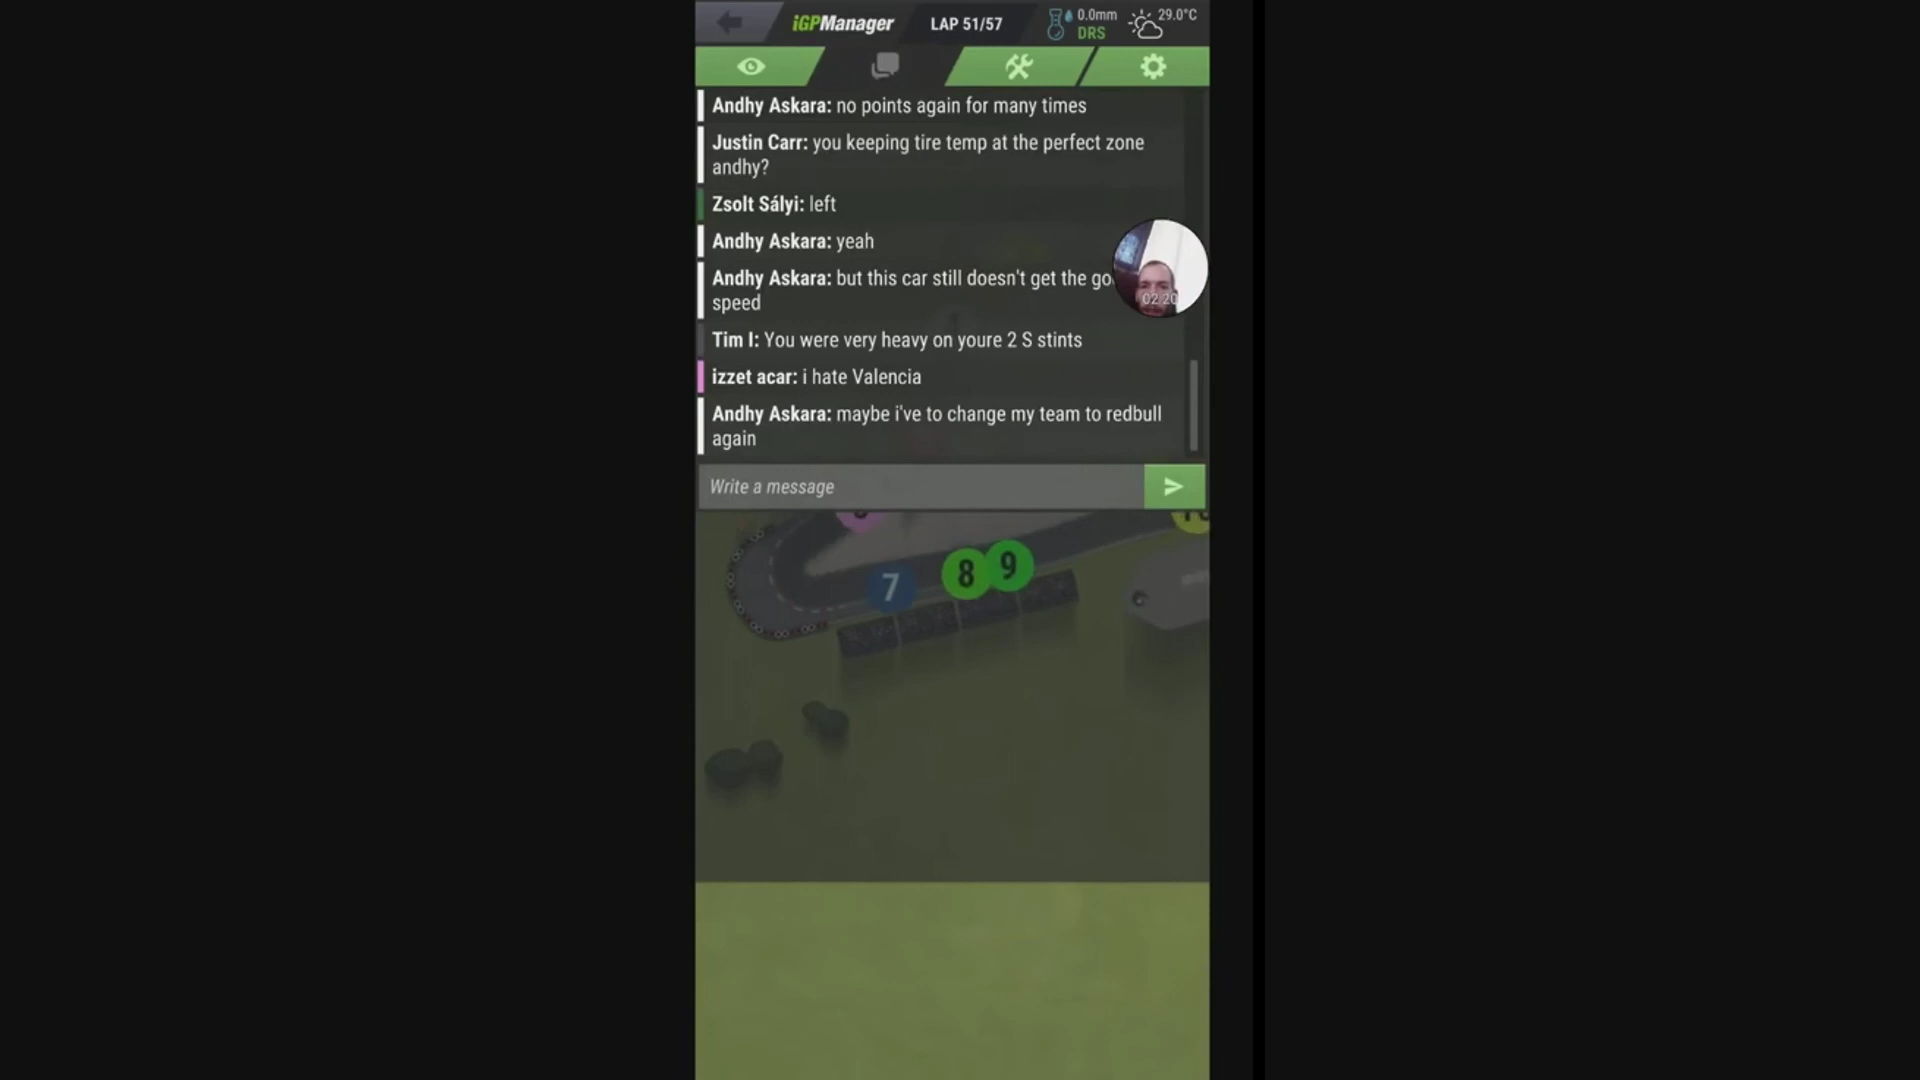 iGPManager LAP 51/57 0.0mm 29.0°C
DRS
Andhy Askara: no points again for many times
Justin Carr: you keeping tire temp at the perfect zone
andhy?
Zsolt Sályi: left
Andhy Askara: yeah
Andhy Askara: but this car still doesn't get the
speed
02:20
Tim I: You were very heavy on youre 2 S stints
izzet acar: i hate Valencia
Andhy Askara: maybe i've to change my team to redbull
again
Write a message
7 8 9